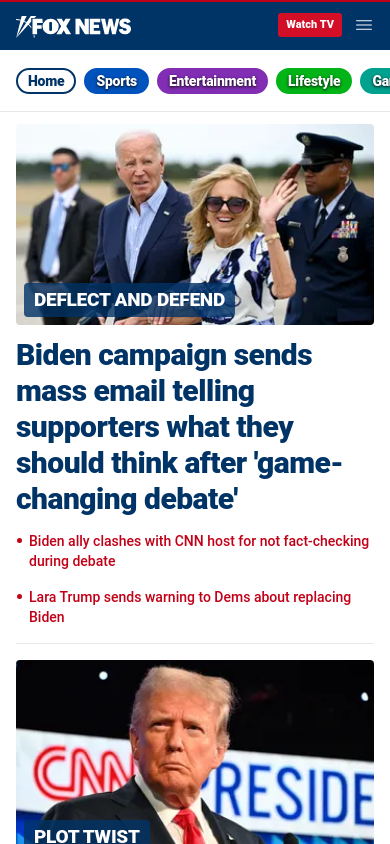 FOX NEWS
Watch TV
Home
Sports
Entertainment
Lifestyle
Ga
DEFLECT AND DEFEND
Biden campaign sends
mass email telling
supporters what they
should think after 'game-
changing debate'
Biden ally clashes with CNN host for not fact-checking
during debate
Lara Trump sends warning to Dems about replacing
Biden
CNN PRESIDE
PLOT TWIST